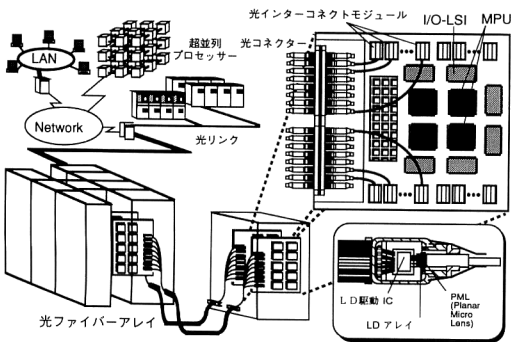 光インターコネクトモジュール
I/O-LSI
MPU
光コネクター
超並列
プロセッサー
LAN
Network
光リンク
光ファイバーアレイ
LD駆動 IC
LD アレイ
PML
(Planar
Micro
Lens)